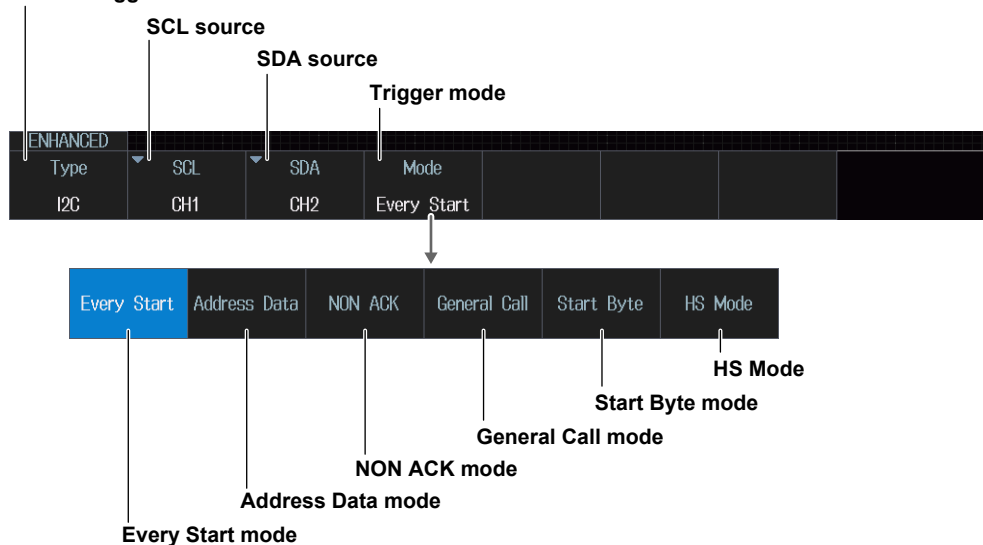 SCL source
SDA source
Trigger mode
ENHANCED
Type SCL SDA Mode
I2C CH1 CH2 Every Start
Every Start Address Data NON ACK General Call Start Byte HS Mode
HS Mode
Start Byte mode
General Call mode
NON ACK mode
Address Data mode
Every Start mode